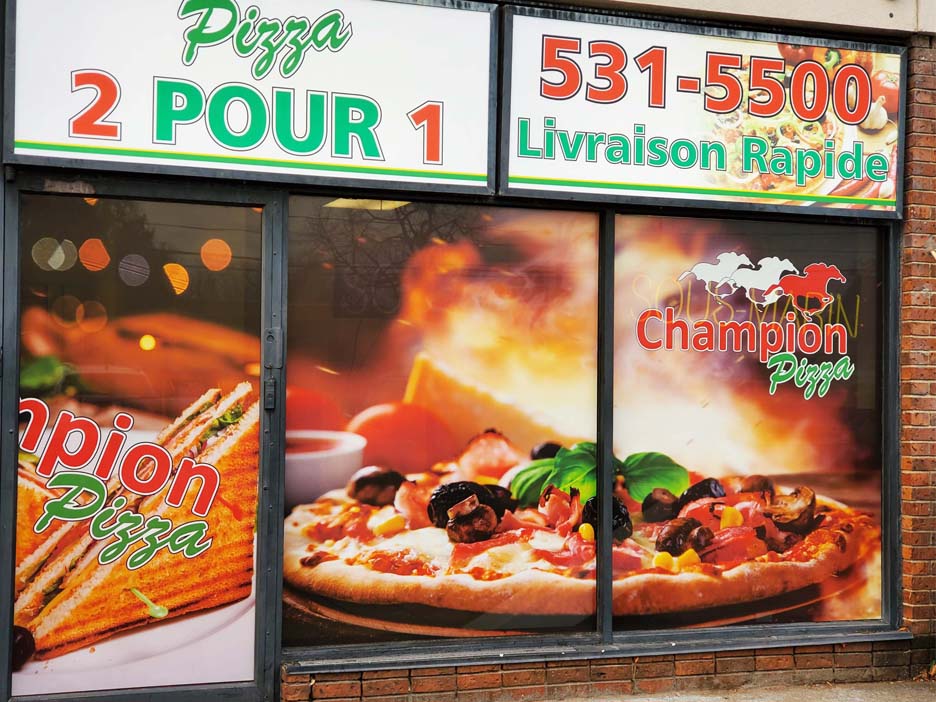 Pizza
2 POUR 1
531-5500
Livraison Rapide
SOUS-MARIN
Champion
Pizza
mpion
Pizza